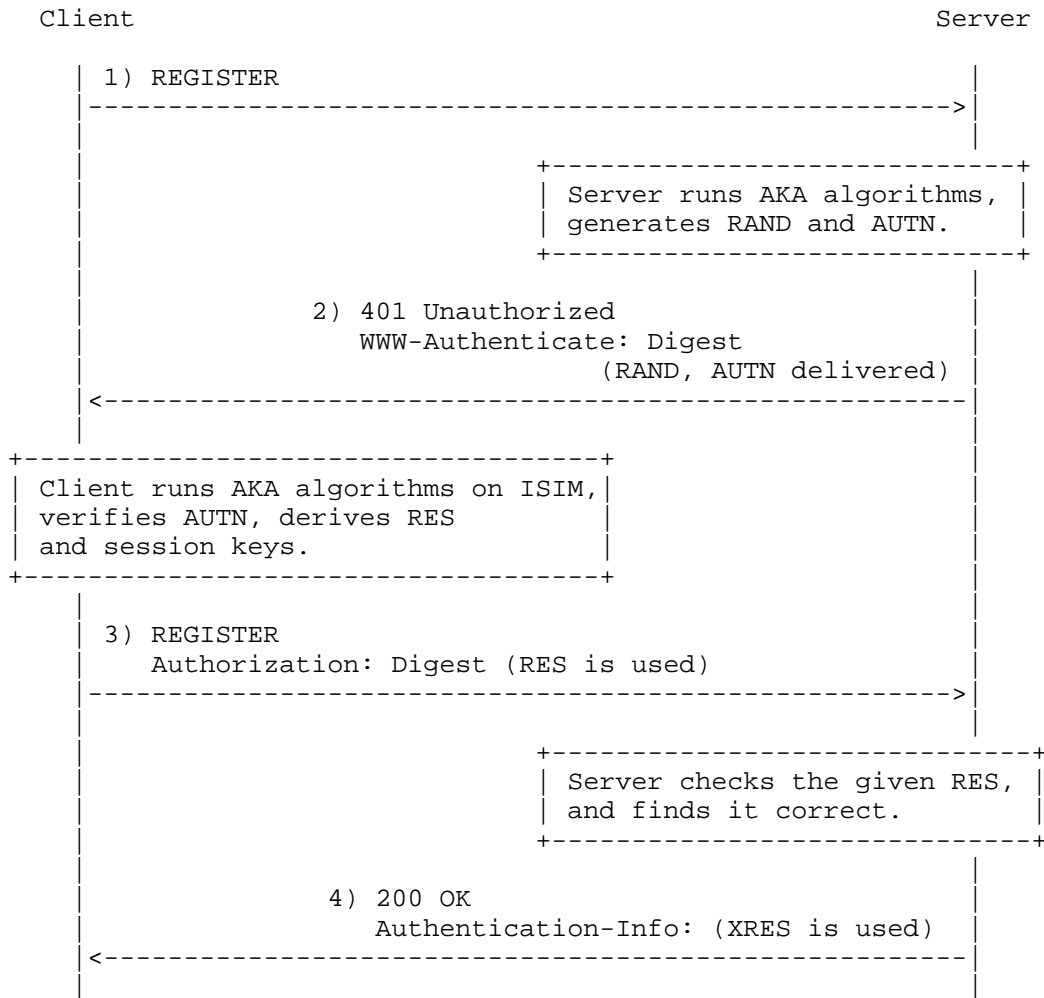 Client Server
1) REGISTER
Server runs AKA algorithms,
generates RAND and AUTN.
2) 401 Unauthorized
WWW-Authenticate: Digest
(RAND, AUTN delivered)
Client runs AKA algorithms on ISIM,
verifies AUTN, derives RES
and session keys.
3) REGISTER
Authorization: Digest (RES is used)
Server checks the given RES,
and finds it correct.
4) 200 OK
Authentication-Info: (XRES is used)